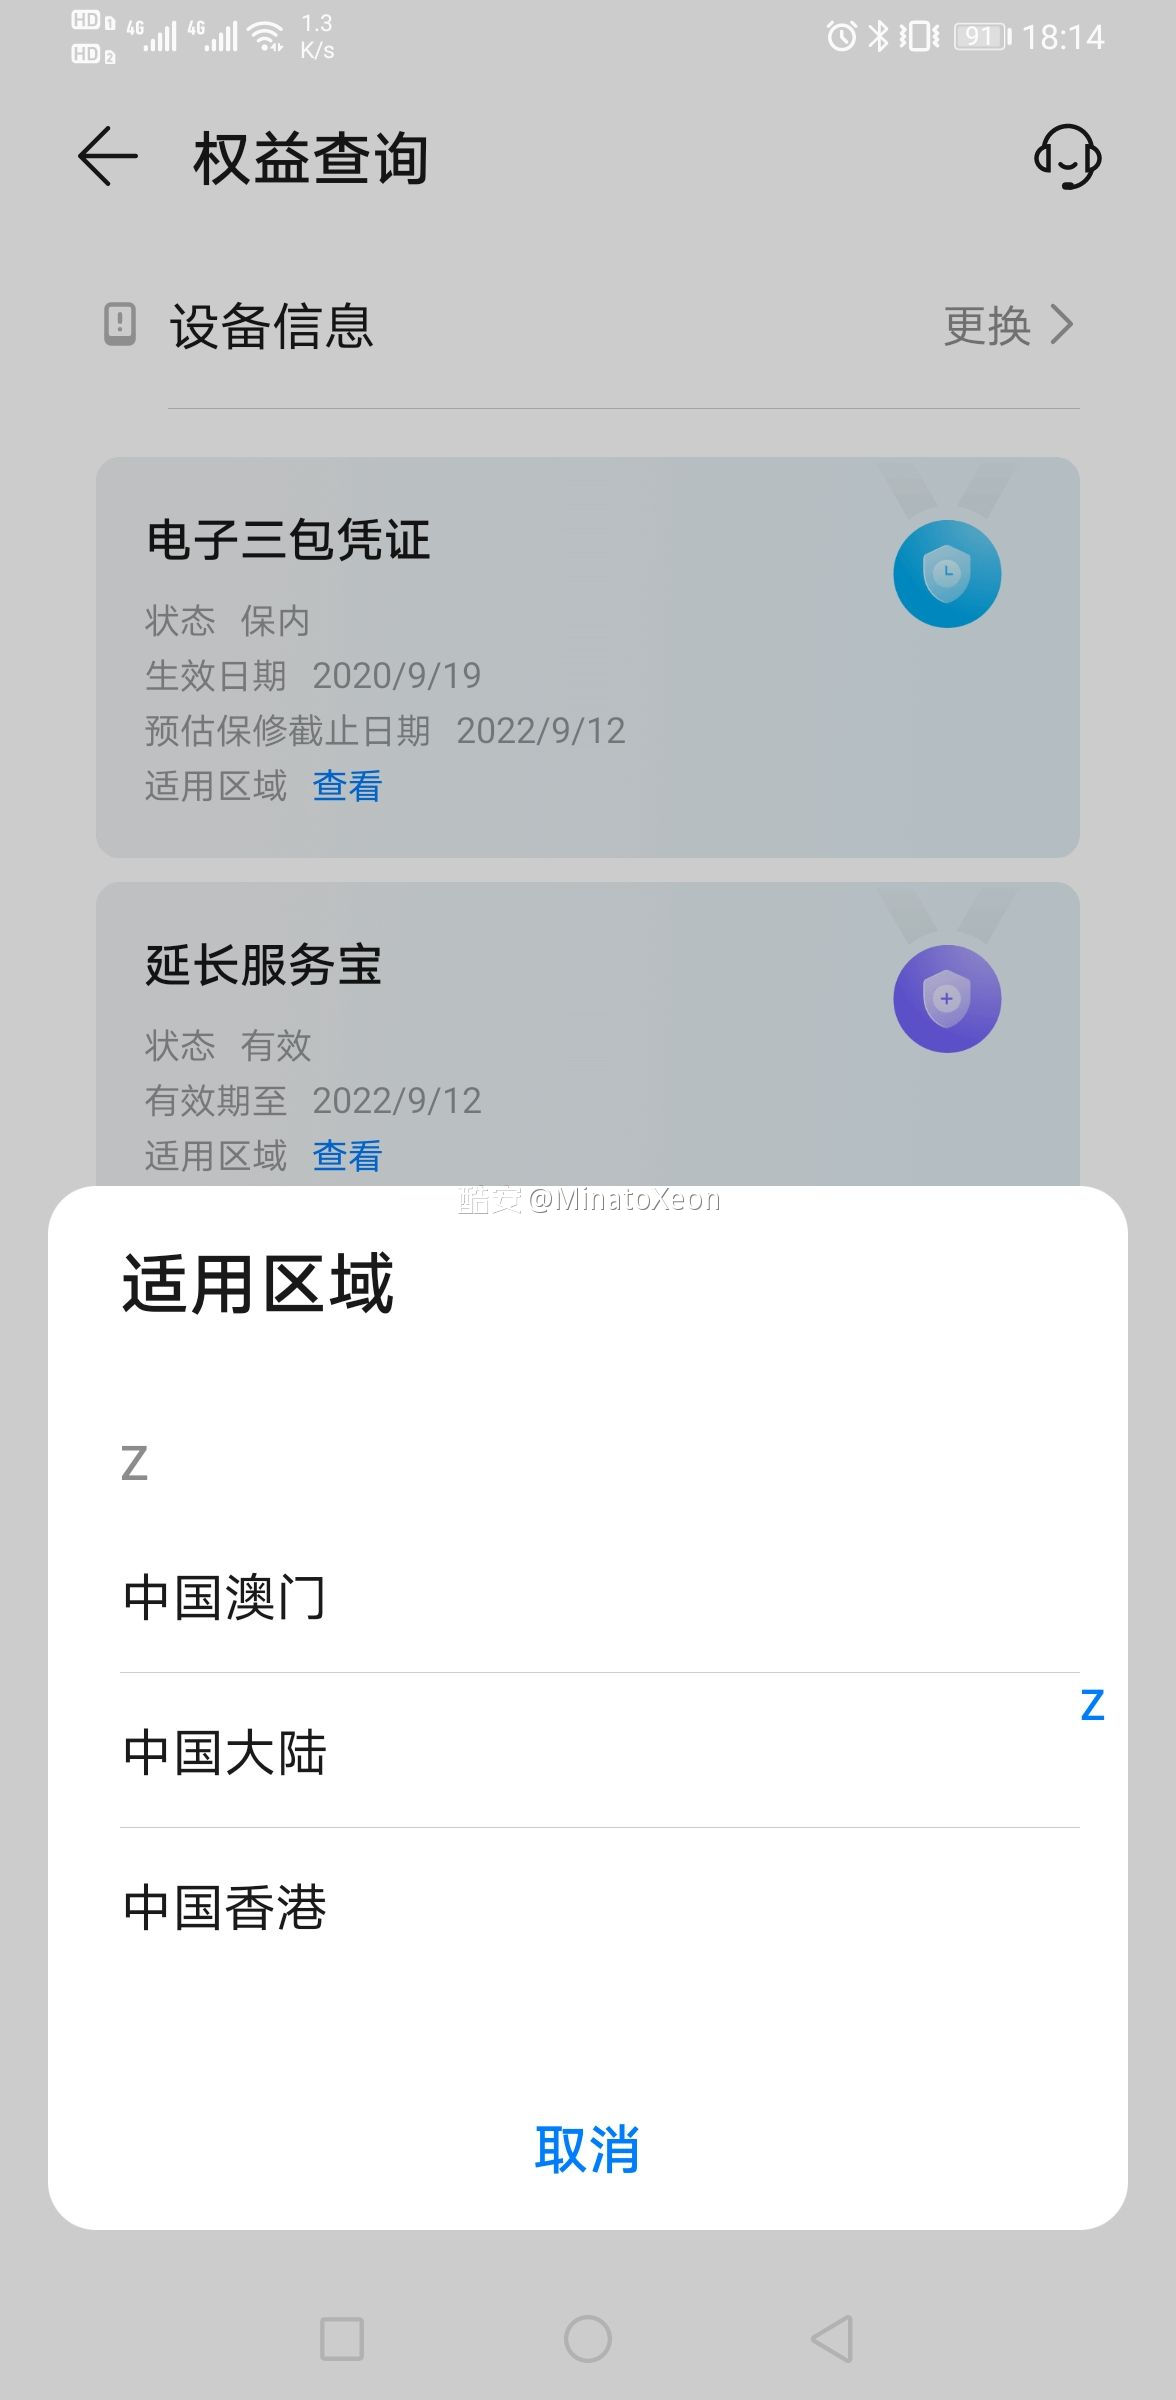 HD 1 4G 4G 1.3 K/s
HD 2
91 18:14
权益查询
设备信息 更换
电子三包凭证
状态 保内
生效日期 2020/9/19
预估保修截止日期 2022/9/12
适用区域 查看
延长服务宝
状态 有效
有效期至 2022/9/12
适用区域 查看
酷安 @MinatoXeon
适用区域
Z
中国澳门
Z
中国大陆
中国香港
取消